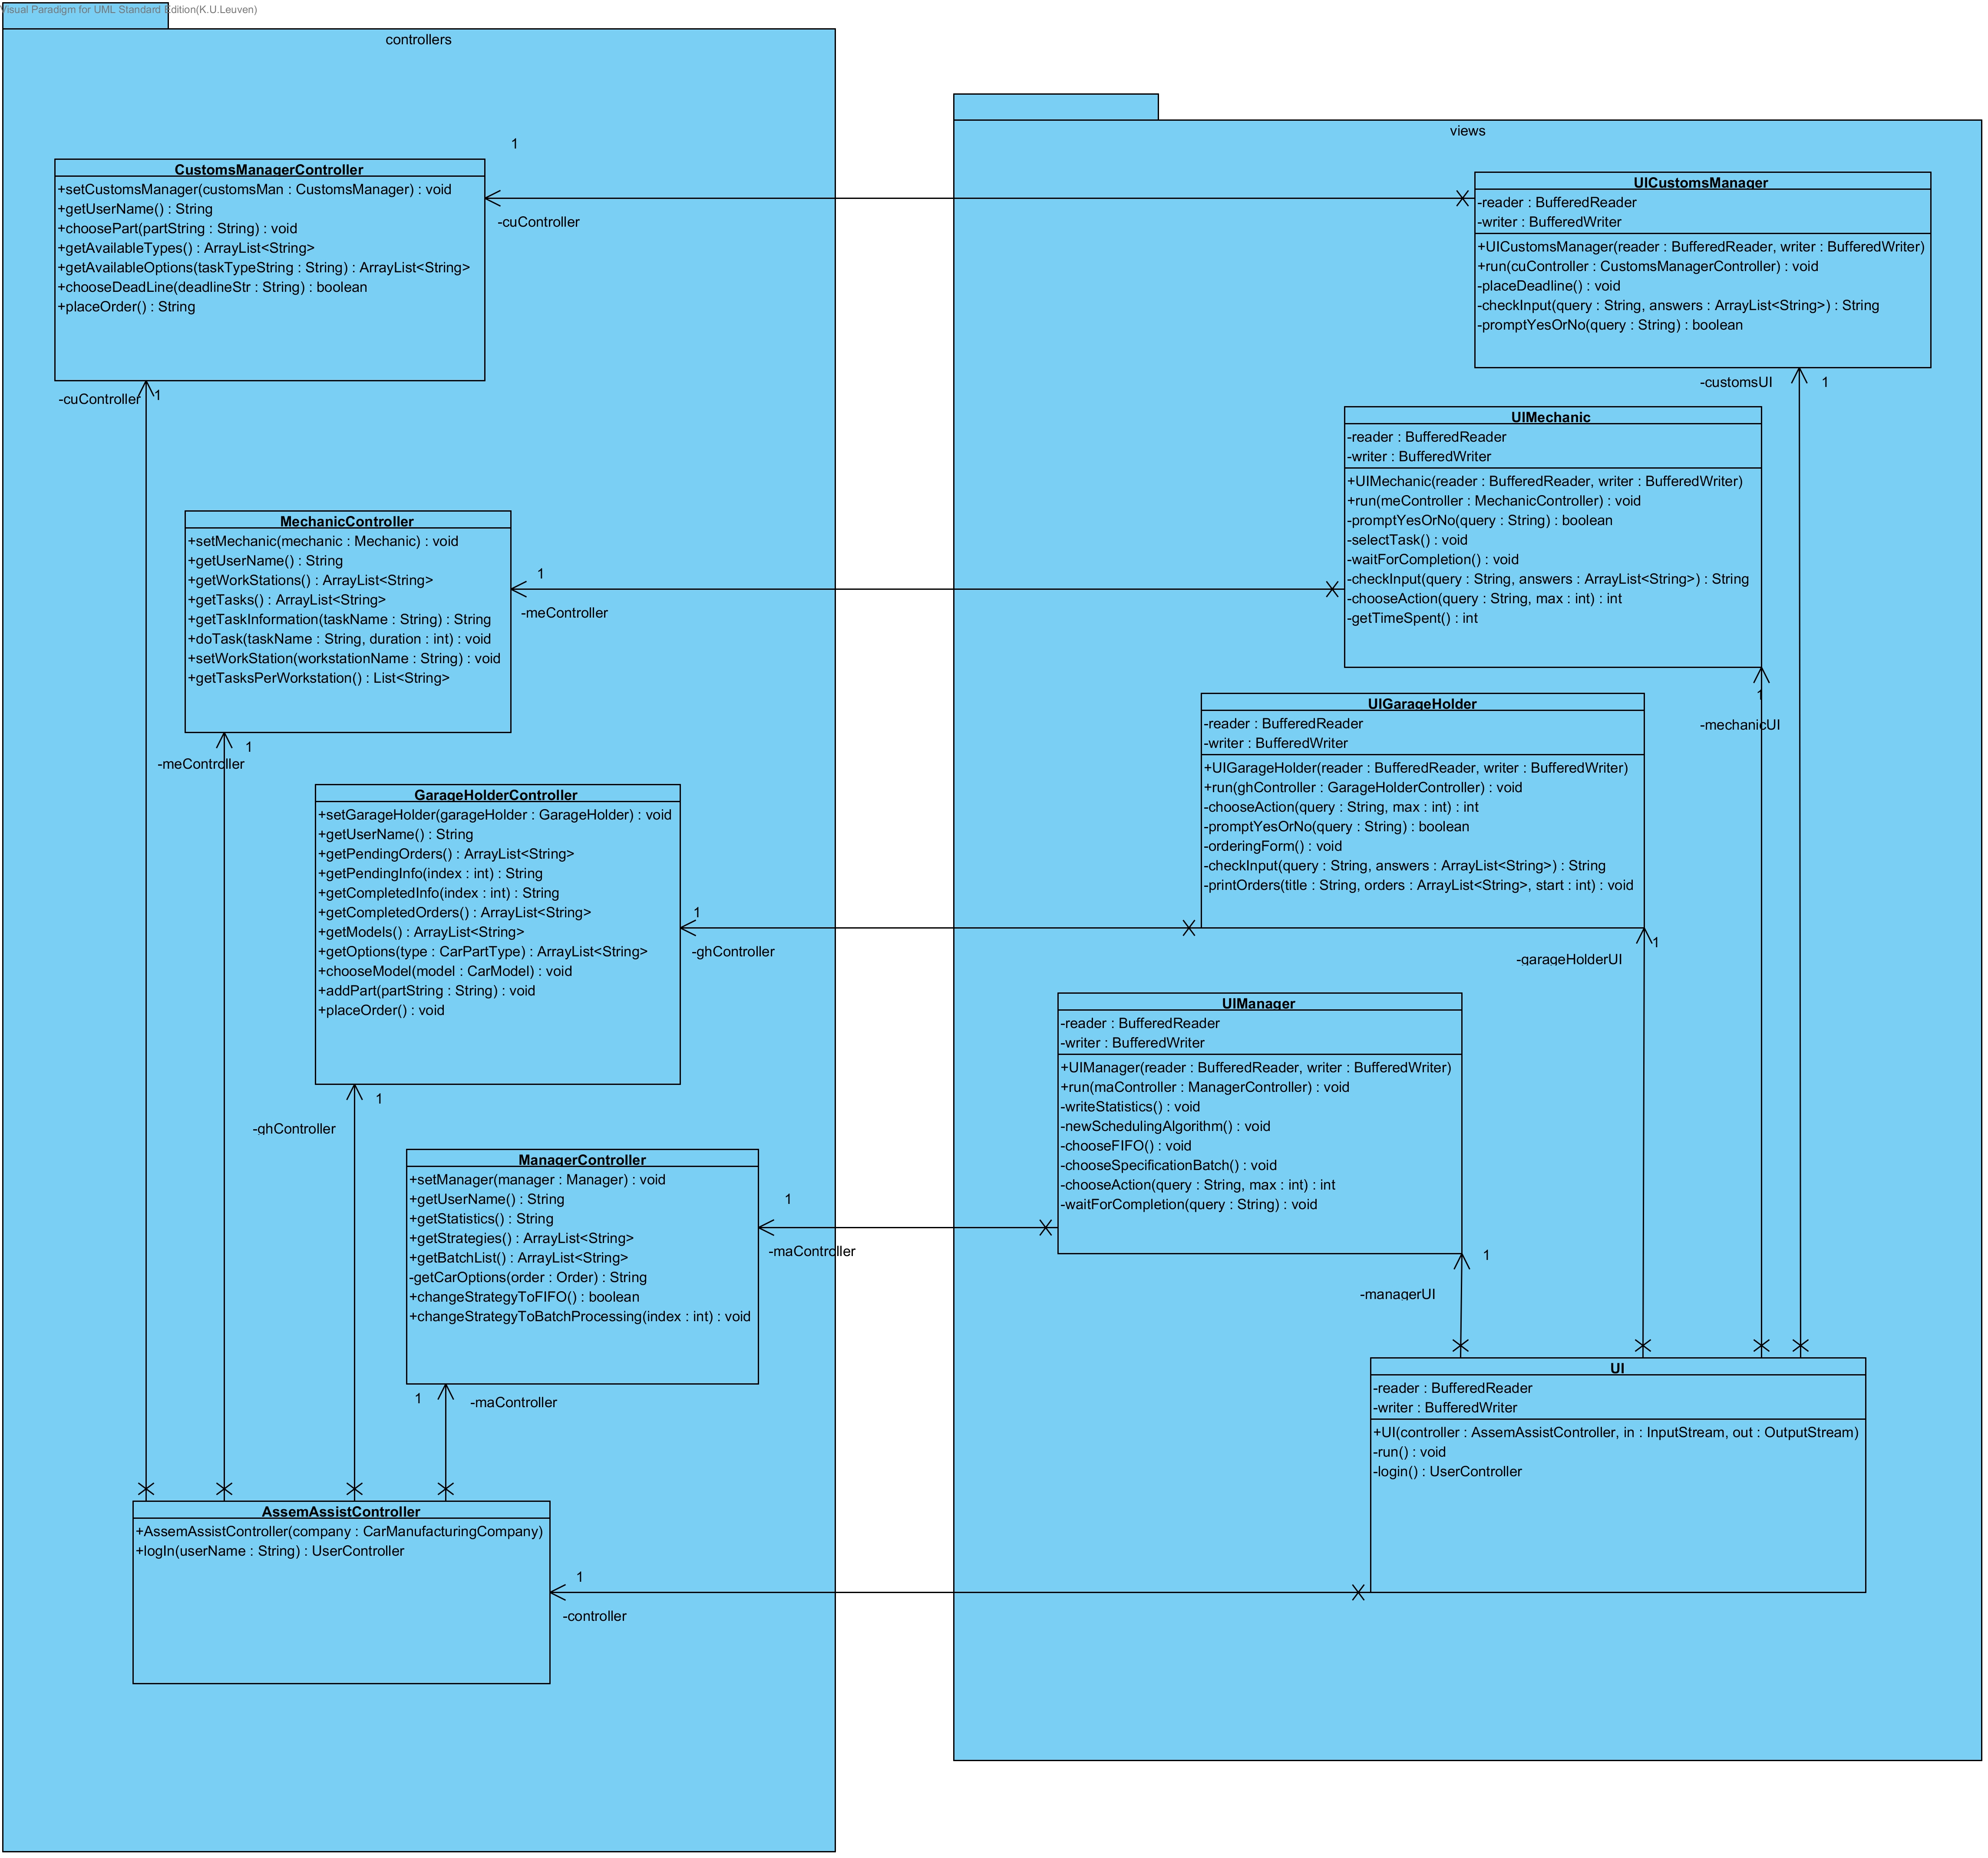 Visual Paradigm for UML Standard Edition(K.U.Leuven)
controllers
CustomsManagerController
+setCustomsManager(customsMan : CustomsManager) : void
+getUserName() : String
+choosePart(partString : String) : void
+getAvailableTypes() : ArrayList<String>
+getAvailableOptions(taskTypeString : String) : ArrayList<String>
+chooseDeadLine(deadlineStr : String) : boolean
+placeOrder() : String
1
-cuController
-cuController
1
MechanicController
+setMechanic(mechanic : Mechanic) : void
+getUserName() : String
+getWorkStations() : ArrayList<String>
+getTasks() : ArrayList<String>
+getTaskInformation(taskName : String) : String
+doTask(taskName : String, duration : int) : void
+setWorkStation(workstationName : String) : void
+getTasksPerWorkstation() : List<String>
1
-meController
1
-meController
GarageHolderController
+setGarageHolder(garageHolder : GarageHolder) : void
+getUserName() : String
+getPendingOrders() : ArrayList<String>
+getPendingInfo(index : int) : String
+getCompletedInfo(index : int) : String
+getCompletedOrders() : ArrayList<String>
+getModels() : ArrayList<String>
+getOptions(type : CarPartType) : ArrayList<String>
+chooseModel(model : CarModel) : void
+addPart(partString : String) : void
+placeOrder() : void
1
-ghController
1
-ghController
ManagerController
+setManager(manager : Manager) : void
+getUserName() : String
+getStatistics() : String
+getStrategies() : ArrayList<String>
+getBatchList() : ArrayList<String>
-getCarOptions(order : Order) : String
+changeStrategyToFIFO() : boolean
+changeStrategyToBatchProcessing(index : int) : void
1
-maController
1
-maController
AssemAssistController
+AssemAssistController(company : CarManufacturingCompany)
+logIn(userName : String) : UserController
1
-controller
views
UICustomsManager
-reader : BufferedReader
-writer : BufferedWriter
+UICustomsManager(reader : BufferedReader, writer : BufferedWriter)
+run(cuController : CustomsManagerController) : void
-placeDeadline() : void
-checkInput(query : String, answers : ArrayList<String>) : String
-promptYesOrNo(query : String) : boolean
-customsUI
1
UIMechanic
-reader : BufferedReader
-writer : BufferedWriter
+UIMechanic(reader : BufferedReader, writer : BufferedWriter)
+run(meController : MechanicController) : void
-promptYesOrNo(query : String) : boolean
-selectTask() : void
-waitForCompletion() : void
-checkInput(query : String, answers : ArrayList<String>) : String
-chooseAction(query : String, max : int) : int
-getTimeSpent() : int
1
-mechanicUI
UIGarageHolder
-reader : BufferedReader
-writer : BufferedWriter
+UIGarageHolder(reader : BufferedReader, writer : BufferedWriter)
+run(ghController : GarageHolderController) : void
-chooseAction(query : String, max : int) : int
-promptYesOrNo(query : String) : boolean
-orderingForm() : void
-checkInput(query : String, answers : ArrayList<String>) : String
-printOrders(title : String, orders : ArrayList<String>, start : int) : void
1
-garageHolderUI
UIManager
-reader : BufferedReader
-writer : BufferedWriter
+UIManager(reader : BufferedReader, writer : BufferedWriter)
+run(maController : ManagerController) : void
-writeStatistics() : void
-newSchedulingAlgorithm() : void
-chooseFIFO() : void
-chooseSpecificationBatch() : void
-chooseAction(query : String, max : int) : int
-waitForCompletion(query : String) : void
1
-managerUI
UI
-reader : BufferedReader
-writer : BufferedWriter
+UI(controller : AssemAssistController, in : InputStream, out : OutputStream)
-run() : void
-login() : UserController